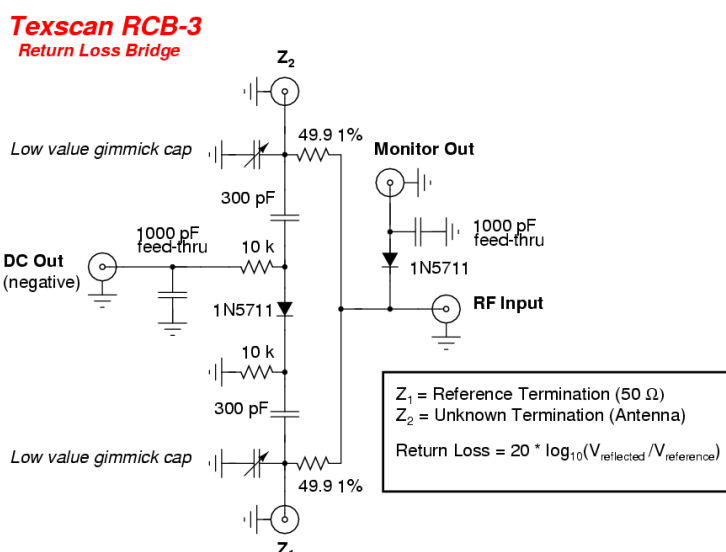 Texscan RCB-3
Return Loss Bridge
Z₂
49.9 1%
Low value gimmick cap
Monitor Out
300 pF
1000 pF
feed-thru
1000 pF
feed-thru
10 k
DC Out
(negative)
1N5711
1N5711
RF Input
10 k
300 pF
Z₁ = Reference Termination (50 Ω)
Z₂ = Unknown Termination (Antenna)
Return Loss = 20 * log₁₀(V_reflected/V_reference)
Low value gimmick cap
49.9 1%
Z₁